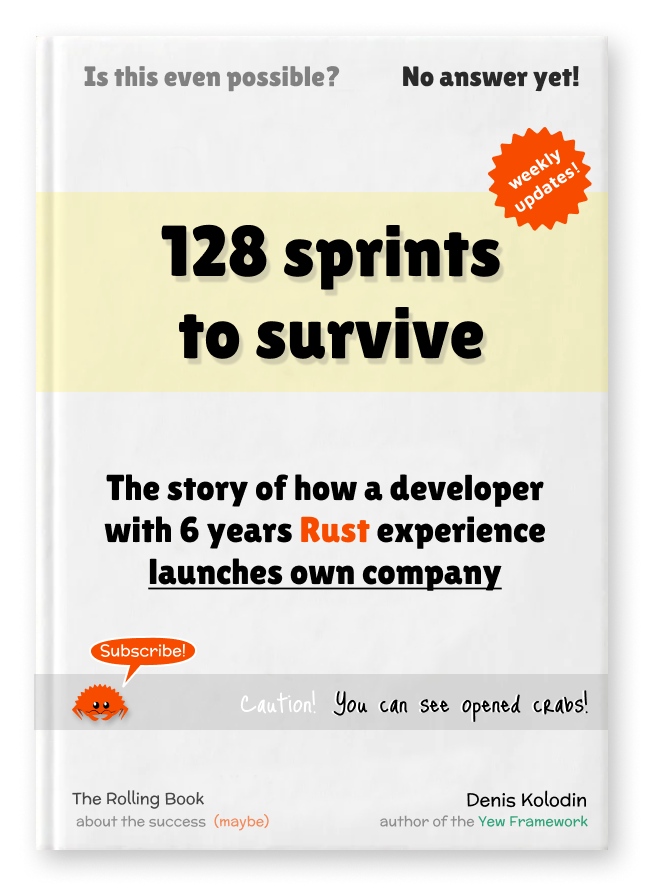 Is this even possible? No answer yet!
weekly
updates!
128 sprints
to survive
The story of how a developer
with 6 years Rust experience
launches own company
Subscribe!
Caution! You can see opened crabs!
The Rolling Book Denis Kolodin
about the success (maybe) author of the Yew Framework